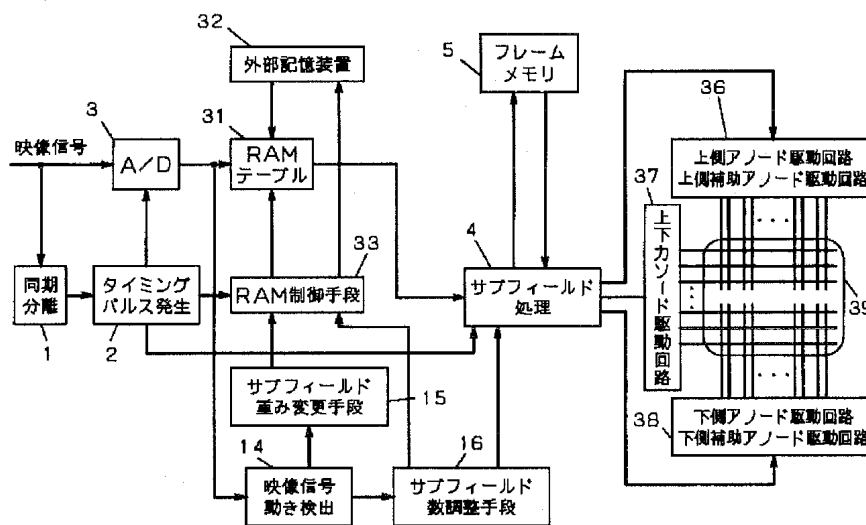 32
外部記憶装置
5
フレーム
メモリ
36
上側アノード駆動回路
上側補助アノード駆動回路
映像信号
3
A/D
31
RAM
テーブル
37
上下カソード駆動回路
39
同期
分離
1
タイミング
パルス発生
2
33
RAM制御手段
4
サブフィールド
処理
サブフィールド
重み変更手段
15
14
映像信号
動き検出
16
サブフィールド
数調整手段
38
下側アノード駆動回路
下側補助アノード駆動回路